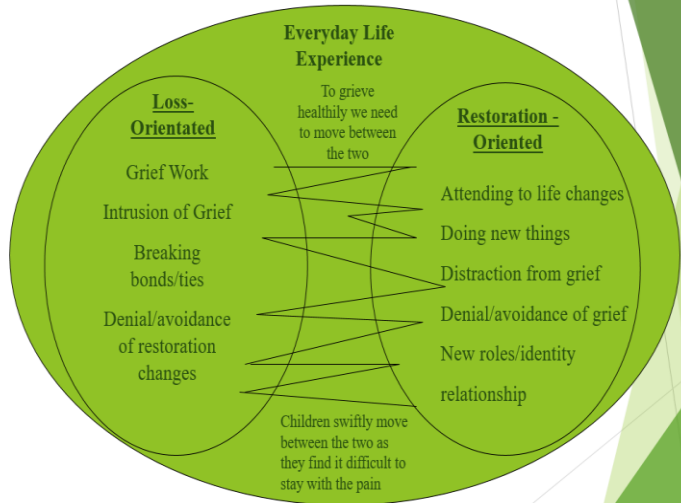 Everyday Life
Experience
To grieve
healthily we need
to move between
the two
Loss-
Orientated
Grief Work
Intrusion of Grief
Breaking
bonds/ties
Denial/avoidance
of restoration
changes
Restoration -
Oriented
Attending to life changes
Doing new things
Distraction from grief
Denial/avoidance of grief
New roles/identity
relationship
Children swiftly move
between the two as
they find it difficult to
stay with the pain